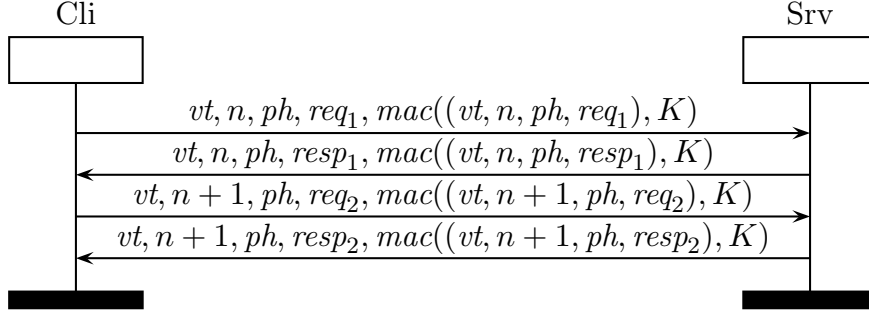 Cli Srv
vt, n, ph, req₁, mac((vt, n, ph, req₁), K)
vt, n, ph, resp₁, mac((vt, n, ph, resp₁), K)
vt, n + 1, ph, req₂, mac((vt, n + 1, ph, req₂), K)
vt, n + 1, ph, resp₂, mac((vt, n + 1, ph, resp₂), K)